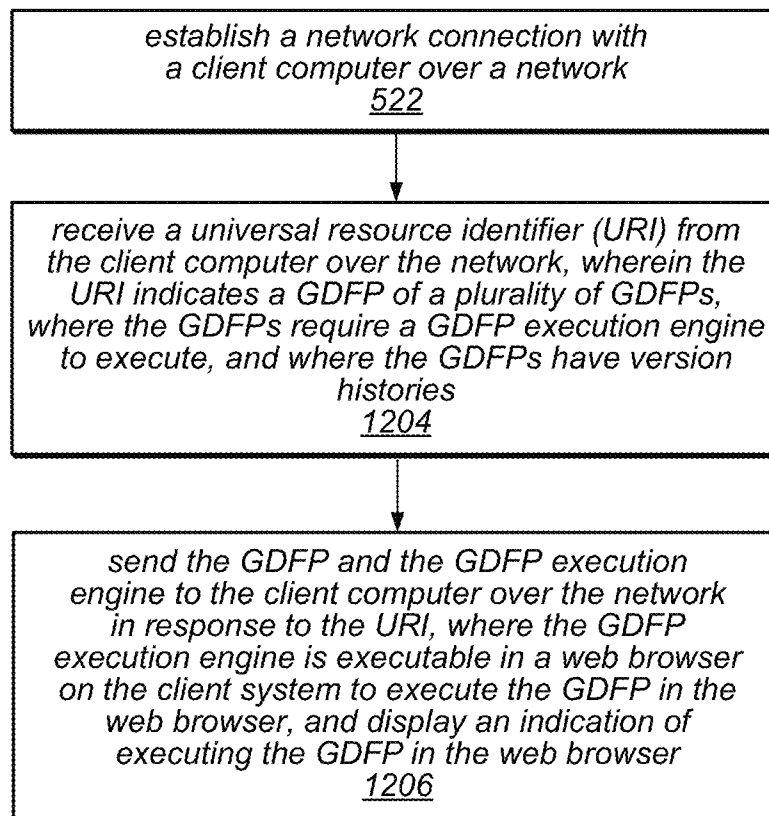 establish a network connection with
a client computer over a network
522
receive a universal resource identifier (URI) from
the client computer over the network, wherein the
URI indicates a GDFP of a plurality of GDFPs,
where the GDFPs require a GDFP execution engine
to execute, and where the GDFPs have version
histories
1204
send the GDFP and the GDFP execution
engine to the client computer over the network
in response to the URI, where the GDFP
execution engine is executable in a web browser
on the client system to execute the GDFP in the
web browser, and display an indication of
executing the GDFP in the web browser
1206